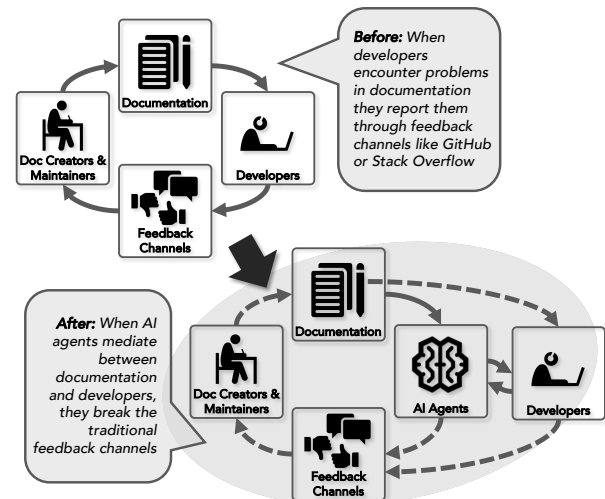 Documentation
Before: When
developers
encounter problems
in documentation
they report them
through feedback
channels like GitHub
or Stack Overflow
Doc Creators &
Maintainers
Developers
Feedback
Channels
Documentation
After: When AI
agents mediate
between
documentation
and developers,
they break the
traditional
feedback channels
Doc Creators &
Maintainers
AI Agents
Developers
Feedback
Channels